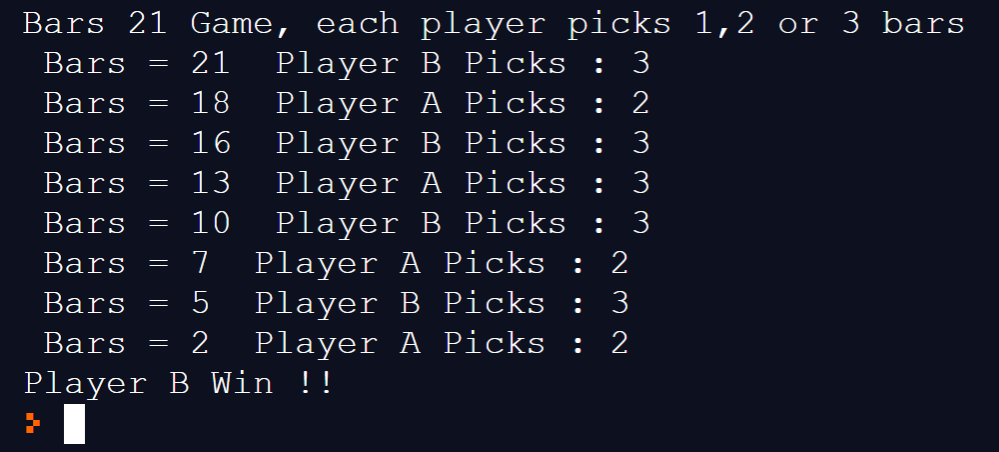 Bars 21 Game, each player picks 1,2 or 3 bars
Bars = 21  Player B Picks : 3
Bars = 18  Player A Picks : 2
Bars = 16  Player B Picks : 3
Bars = 13  Player A Picks : 3
Bars = 10  Player B Picks : 3
Bars = 7  Player A Picks : 2
Bars = 5  Player B Picks : 3
Bars = 2  Player A Picks : 2
Player B Win !!